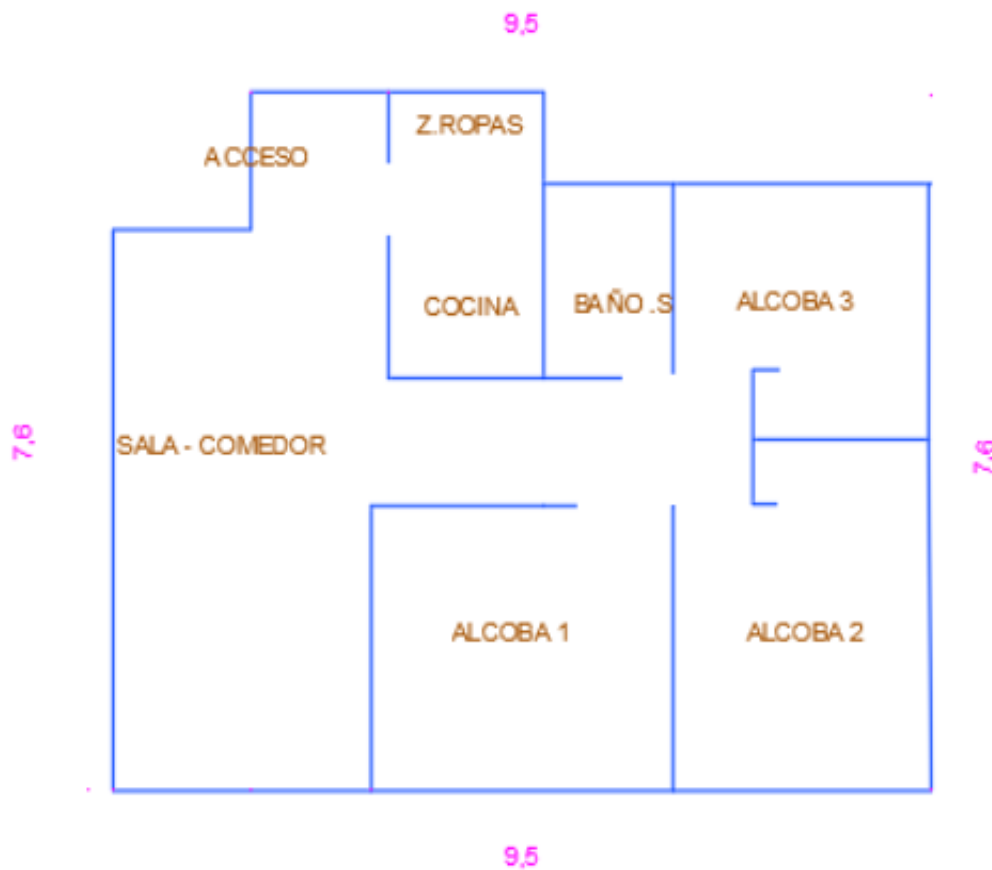 9,5
Z.ROPAS
ACCESO
COCINA
BAÑO .S
ALCOBA 3
7,6
SALA - COMEDOR
7,6
ALCOBA 1
ALCOBA 2
9,5